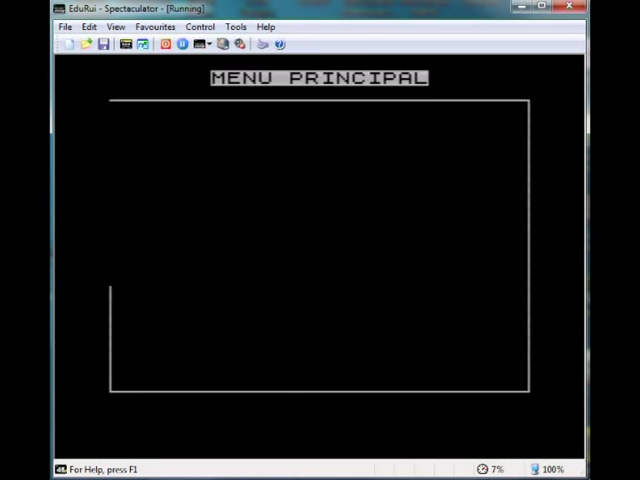 EduRui - Spectaculator - [Running]
File Edit View Favourites Control Tools Help
MENU PRINCIPAL
For Help, press F1
7%
100%